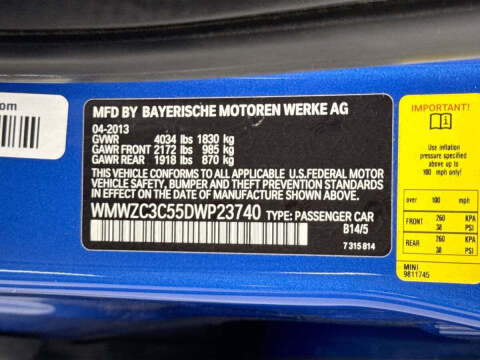 com
MFD BY BAYERISCHE MOTOREN WERKE AG
04-2013
GVWR 4034 lbs 1830 kg
GAWR FRONT 2172 lbs 985 kg
GAWR REAR 1918 lbs 870 kg
THIS VEHICLE CONFORMS TO ALL APPLICABLE U.S.FEDERAL MOTOR
VEHICLE SAFETY, BUMPER AND THEFT PREVENTION STANDARDS
IN EFFECT ON THE DATE OF MANUFACTURE SHOWN ABOVE.
WMWZC3C55DWP23740 TYPE: PASSENGER CAR
B14/5
7 315 814
IMPORTANT!
Use inflation
pressure specified
above up to
100 mph only!
over 100 mph
FRONT 260 KPA
38 PSI
REAR 260 KPA
38 PSI
MINI
9811745